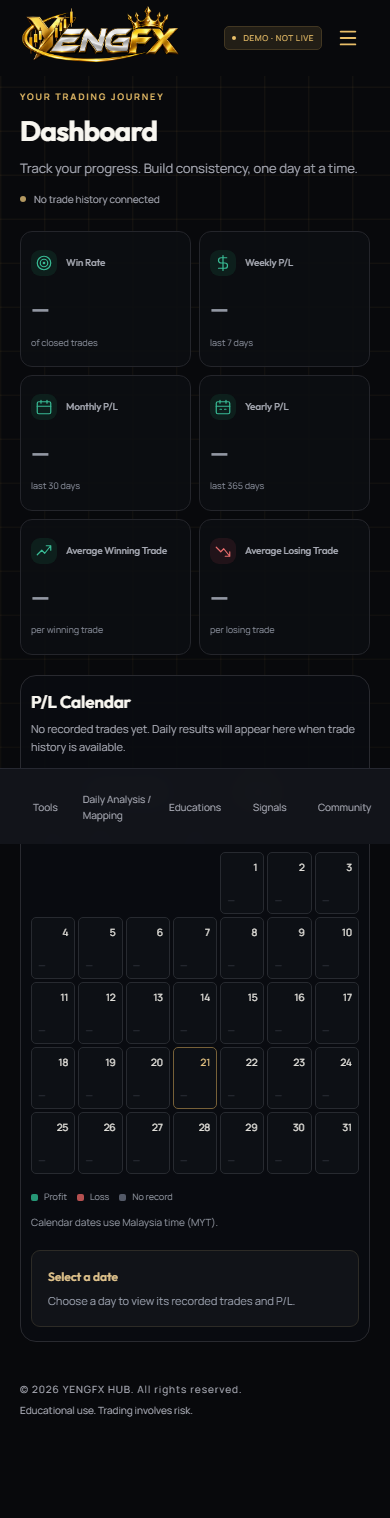 YENGFX
DEMO · NOT LIVE
YOUR TRADING JOURNEY
Dashboard
Track your progress. Build consistency, one day at a time.
No trade history connected
Win Rate
—
of closed trades
Weekly P/L
—
last 7 days
Monthly P/L
—
last 30 days
Yearly P/L
—
last 365 days
Average Winning Trade
—
per winning trade
Average Losing Trade
—
per losing trade
P/L Calendar
No recorded trades yet. Daily results will appear here when trade
history is available.
Tools
Daily Analysis /
Mapping
Educations
Signals
Community
1 2 3
— — —
4 5 6 7 8 9 10
— — — — — — —
11 12 13 14 15 16 17
— — — — — — —
18 19 20 21 22 23 24
— — — — — — —
25 26 27 28 29 30 31
— — — — — — —
Profit Loss No record
Calendar dates use Malaysia time (MYT).
Select a date
Choose a day to view its recorded trades and P/L.
© 2026 YENGFX HUB. All rights reserved.
Educational use. Trading involves risk.